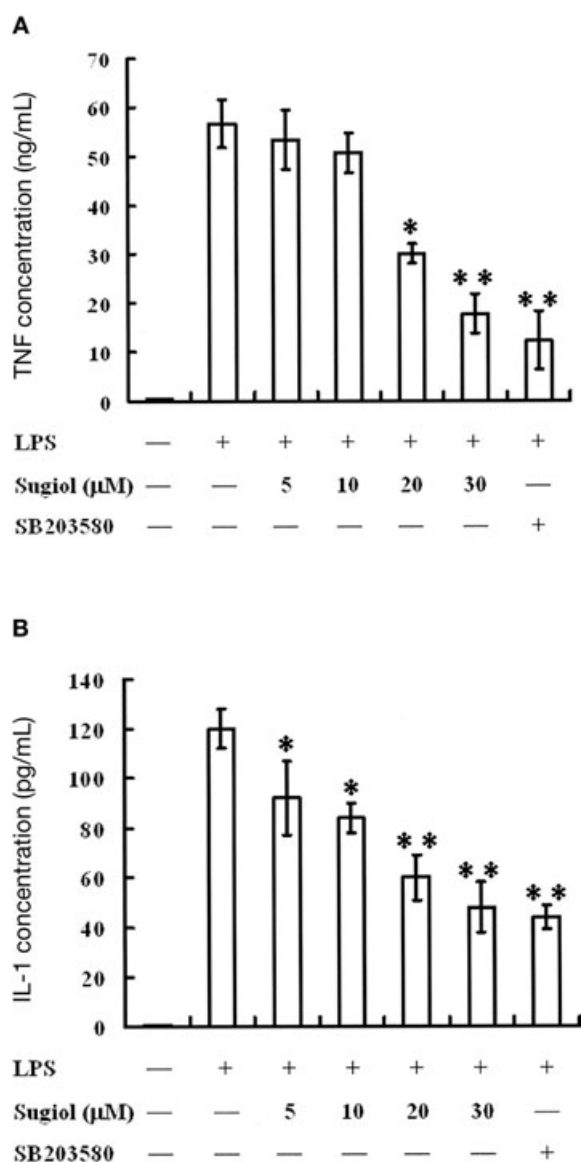 A
TNF concentration (ng/mL)
70
60
50
40
30
20
10
0
*
**
**
LPS — + + + + + +
Sugiol (μM) — — 5 10 20 30 —
SB203580 — — — — — — +
B
IL-1 concentration (pg/mL)
140
120
100
80
60
40
20
0
*
*
**
**
**
LPS — + + + + + +
Sugiol (μM) — — 5 10 20 30 —
SB203580 — — — — — — +